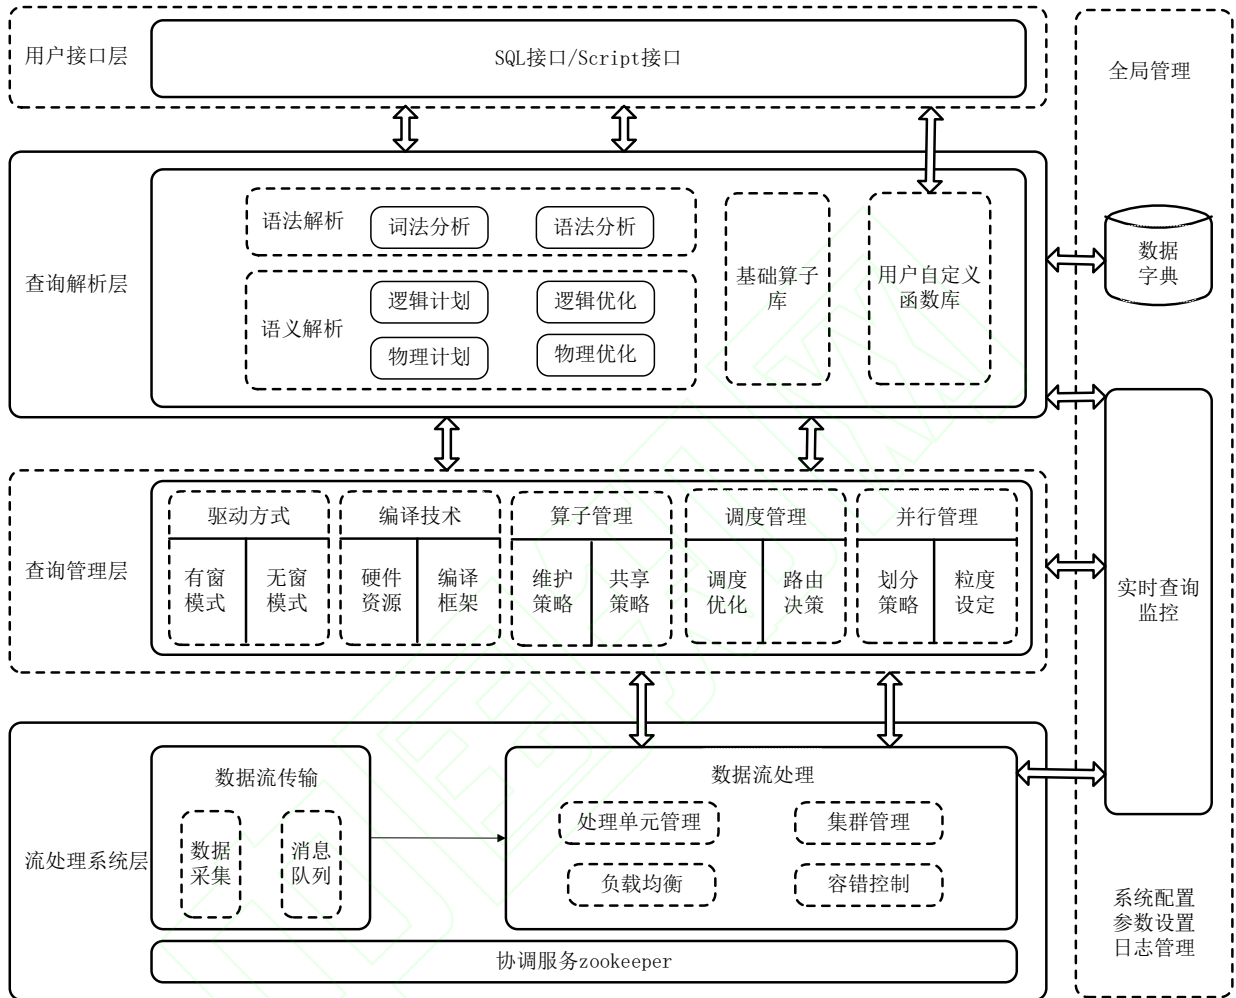 用户接口层
SQL接口/Script接口
全局管理
查询解析层
语法解析
词法分析
语法分析
语义解析
逻辑计划
逻辑优化
物理计划
物理优化
基础算子
库
用户自定义
函数库
数据
字典
查询管理层
驱动方式
有窗
模式
无窗
模式
编译技术
硬件
资源
编译
框架
算子管理
维护
策略
共享
策略
调度管理
调度
优化
路由
决策
并行管理
划分
策略
粒度
设定
实时查询
监控
流处理系统层
数据流传输
数据
采集
消息
队列
数据流处理
处理单元管理
集群管理
负载均衡
容错控制
协调服务zookeeper
系统配置
参数设置
日志管理